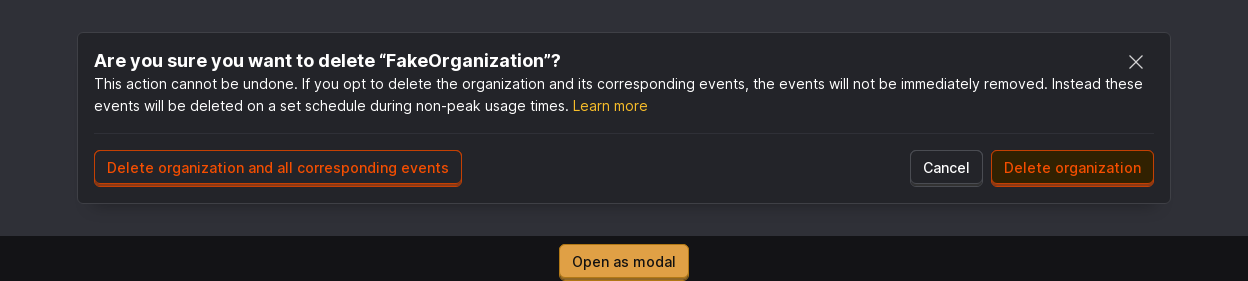 Are you sure you want to delete “FakeOrganization”?
This action cannot be undone. If you opt to delete the organization and its corresponding events, the events will not be immediately removed. Instead these
events will be deleted on a set schedule during non-peak usage times. Learn more
Delete organization and all corresponding events
Cancel
Delete organization
Open as modal